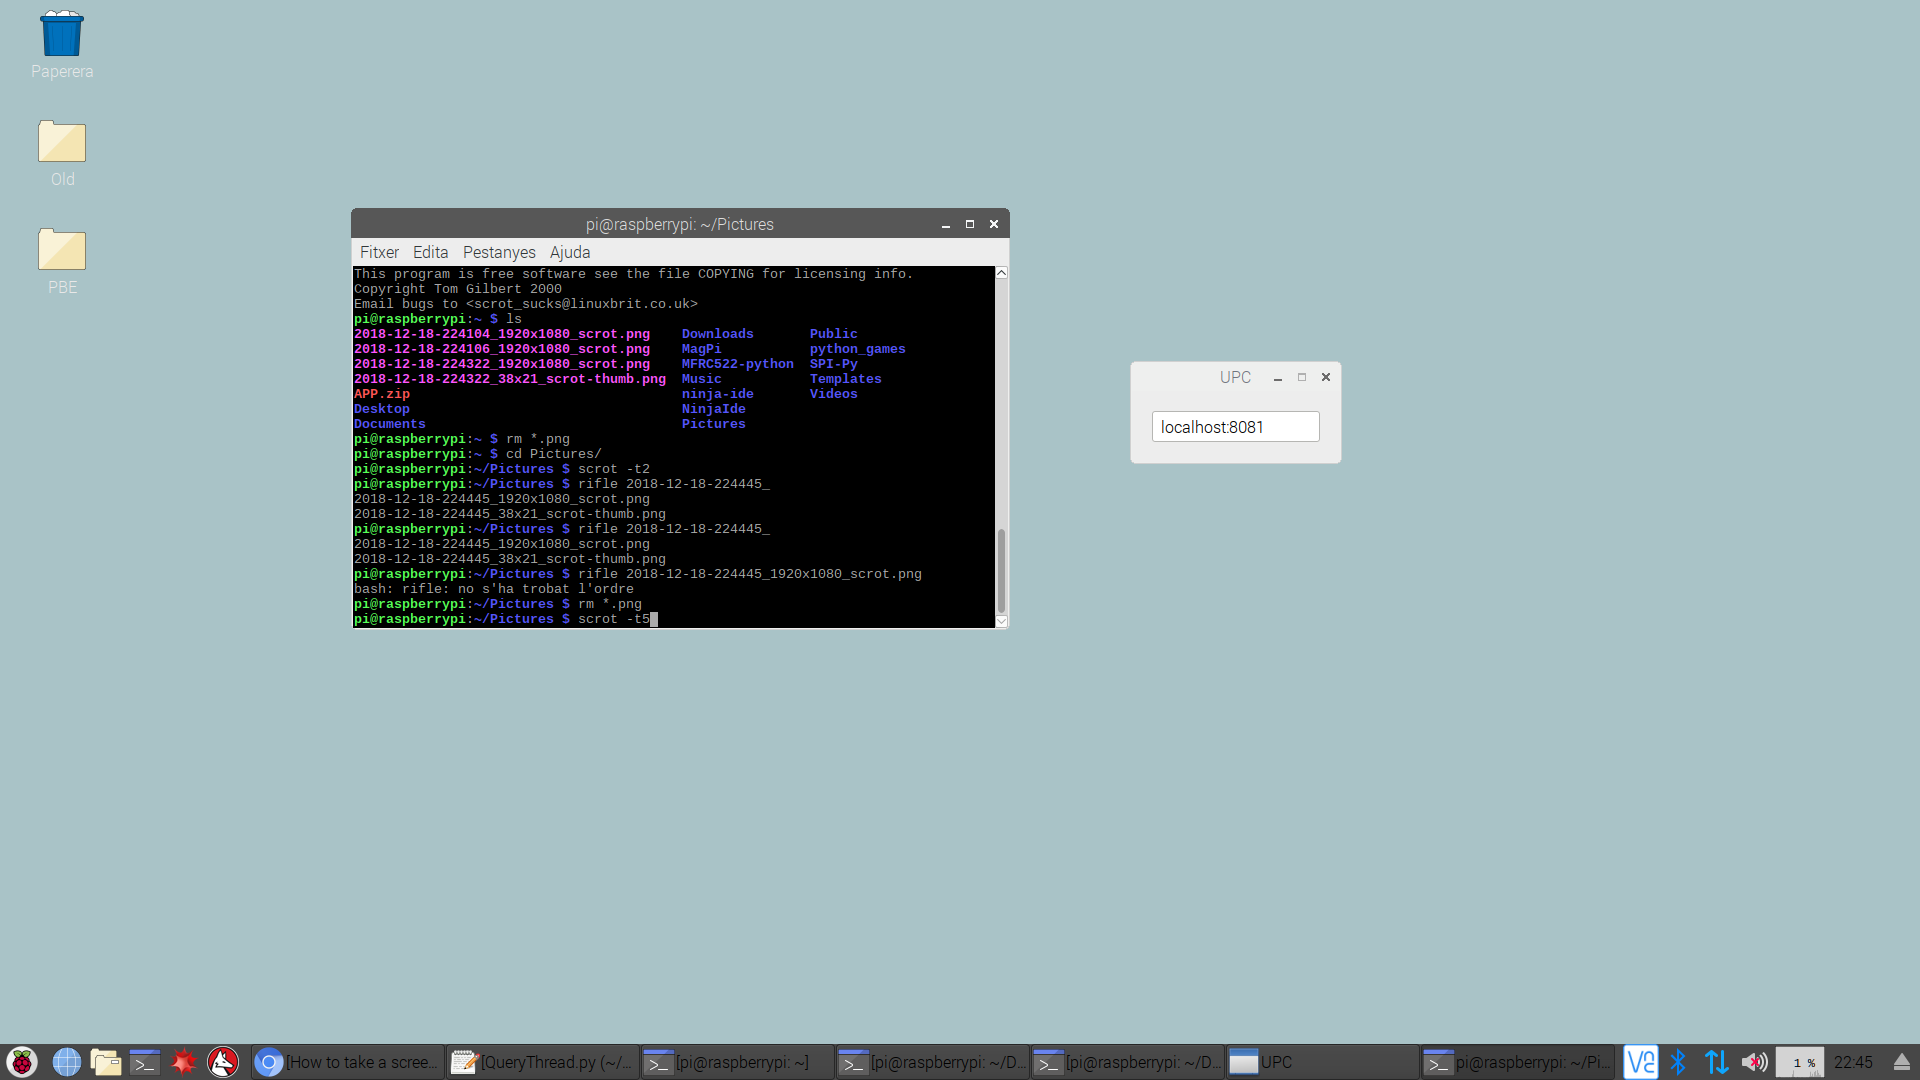 Paperera
Old
PBE
pi@raspberrypi: ~/Pictures
Fitxer Edita Pestanyes Ajuda
This program is free software see the file COPYING for licensing info.
Copyright Tom Gilbert 2000
Email bugs to <scrot_sucks@linuxbrit.co.uk>
pi@raspberrypi:~ $ ls
2018-12-18-224104_1920x1080_scrot.png Downloads Public
2018-12-18-224106_1920x1080_scrot.png MagPi python_games
2018-12-18-224322_1920x1080_scrot.png MFRC522-python SPI-Py
2018-12-18-224322_38x21_scrot-thumb.png Music Templates
APP.zip ninja-ide Videos
Desktop NinjaIde
Documents Pictures
pi@raspberrypi:~ $ rm *.png
pi@raspberrypi:~ $ cd Pictures/
pi@raspberrypi:~/Pictures $ scrot -t2
pi@raspberrypi:~/Pictures $ rifle 2018-12-18-224445_
2018-12-18-224445_1920x1080_scrot.png
2018-12-18-224445_38x21_scrot-thumb.png
pi@raspberrypi:~/Pictures $ rifle 2018-12-18-224445_
2018-12-18-224445_1920x1080_scrot.png
2018-12-18-224445_38x21_scrot-thumb.png
pi@raspberrypi:~/Pictures $ rifle 2018-12-18-224445_1920x1080_scrot.png
bash: rifle: no s'ha trobat l'ordre
pi@raspberrypi:~/Pictures $ rm *.png
pi@raspberrypi:~/Pictures $ scrot -t5
UPC
localhost:8081
[How to take a scree... [QueryThread.py (~/... [pi@raspberrypi: ~] [pi@raspberrypi: ~/D... [pi@raspberrypi: ~/D... UPC pi@raspberrypi: ~/Pi... 1 % 22:45